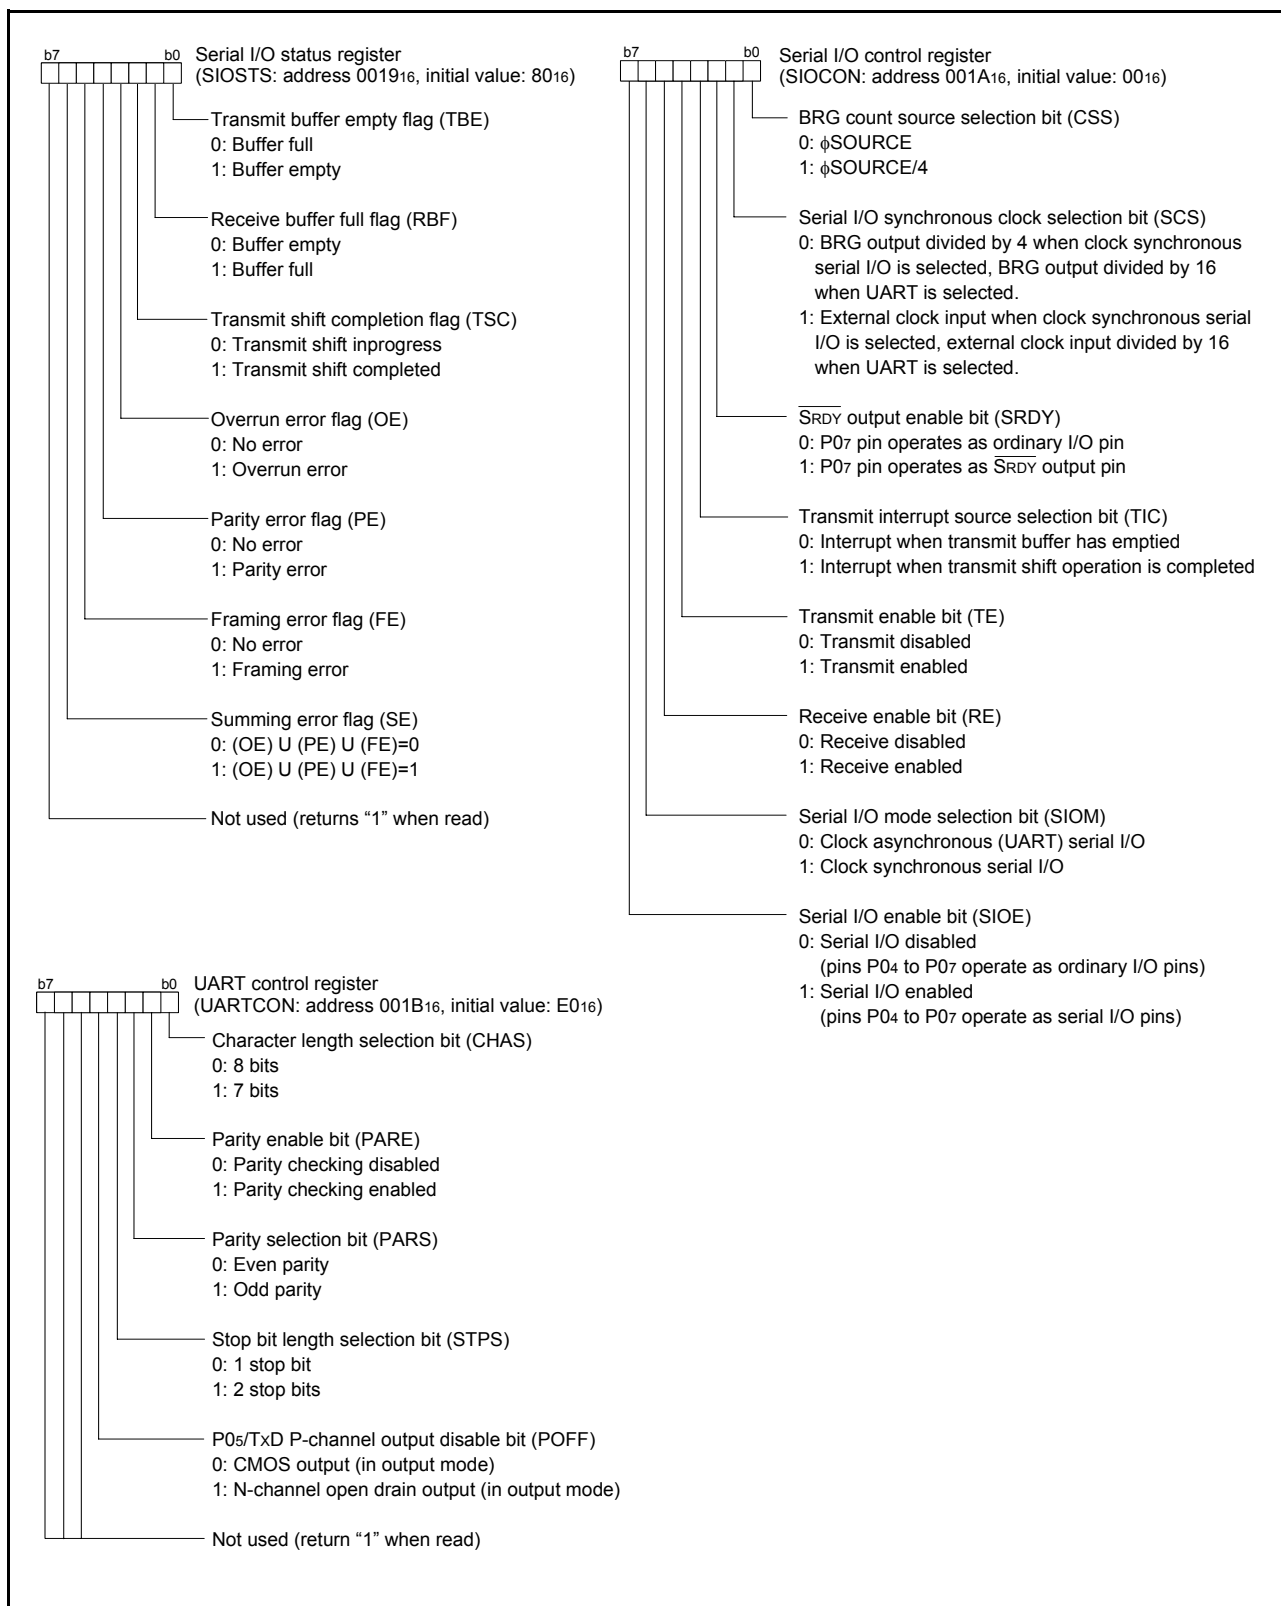 b7 b0 Serial I/O status register
(SIOSTS: address 001916, initial value: 8016)
Transmit buffer empty flag (TBE)
0: Buffer full
1: Buffer empty
Receive buffer full flag (RBF)
0: Buffer empty
1: Buffer full
Transmit shift completion flag (TSC)
0: Transmit shift inprogress
1: Transmit shift completed
Overrun error flag (OE)
0: No error
1: Overrun error
Parity error flag (PE)
0: No error
1: Parity error
Framing error flag (FE)
0: No error
1: Framing error
Summing error flag (SE)
0: (OE) U (PE) U (FE)=0
1: (OE) U (PE) U (FE)=1
Not used (returns “1” when read)
b7 b0 Serial I/O control register
(SIOCON: address 001A16, initial value: 0016)
BRG count source selection bit (CSS)
0: ϕSOURCE
1: ϕSOURCE/4
Serial I/O synchronous clock selection bit (SCS)
0: BRG output divided by 4 when clock synchronous
serial I/O is selected, BRG output divided by 16
when UART is selected.
1: External clock input when clock synchronous serial
I/O is selected, external clock input divided by 16
when UART is selected.
SRDY output enable bit (SRDY)
0: P07 pin operates as ordinary I/O pin
1: P07 pin operates as SRDY output pin
Transmit interrupt source selection bit (TIC)
0: Interrupt when transmit buffer has emptied
1: Interrupt when transmit shift operation is completed
Transmit enable bit (TE)
0: Transmit disabled
1: Transmit enabled
Receive enable bit (RE)
0: Receive disabled
1: Receive enabled
Serial I/O mode selection bit (SIOM)
0: Clock asynchronous (UART) serial I/O
1: Clock synchronous serial I/O
Serial I/O enable bit (SIOE)
0: Serial I/O disabled
(pins P04 to P07 operate as ordinary I/O pins)
1: Serial I/O enabled
(pins P04 to P07 operate as serial I/O pins)
b7 b0 UART control register
(UARTCON: address 001B16, initial value: E016)
Character length selection bit (CHAS)
0: 8 bits
1: 7 bits
Parity enable bit (PARE)
0: Parity checking disabled
1: Parity checking enabled
Parity selection bit (PARS)
0: Even parity
1: Odd parity
Stop bit length selection bit (STPS)
0: 1 stop bit
1: 2 stop bits
P05/TxD P-channel output disable bit (POFF)
0: CMOS output (in output mode)
1: N-channel open drain output (in output mode)
Not used (return “1” when read)